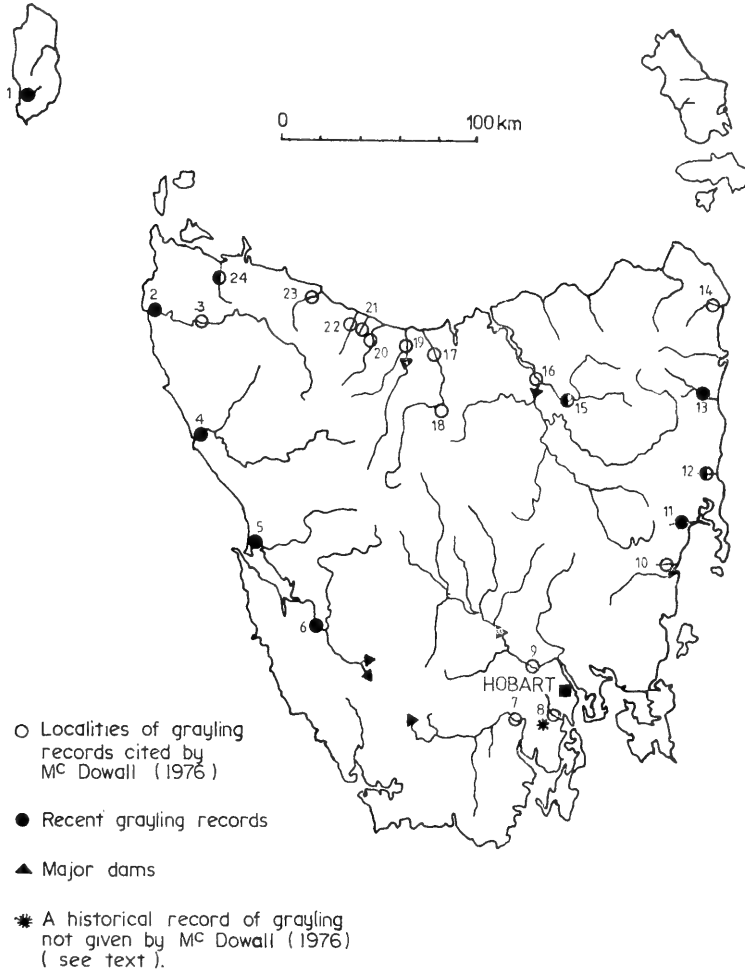 1
0 100 km
24
2
3
23
21
22
20
19
17
14
16
15
13
18
4
12
11
5
10
6
9
HOBART
7
8
Localities of grayling
records cited by
Mc Dowall (1976)
Recent grayling records
Major dams
A historical record of grayling
not given by Mc Dowall (1976)
( see text ).